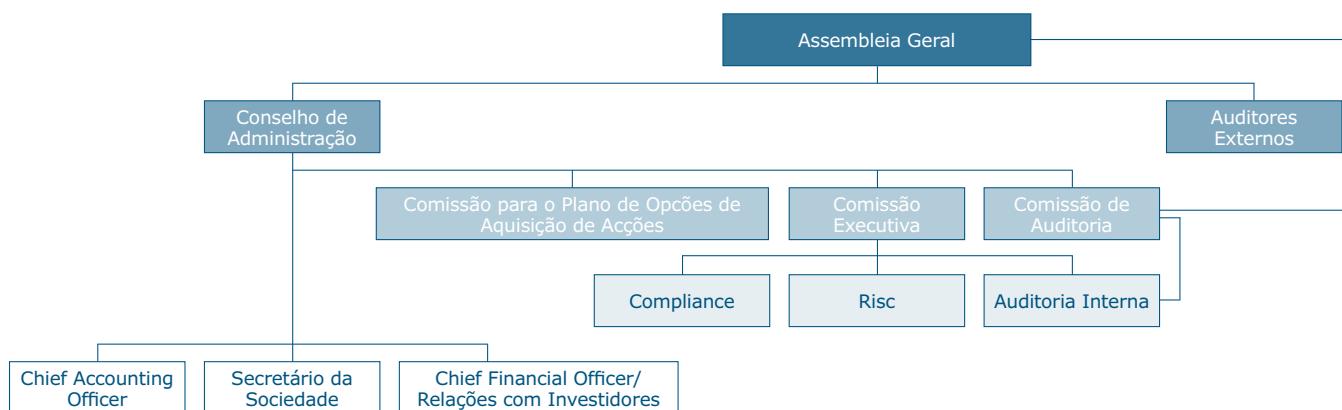 Assembleia Geral
Conselho de
Administração
Auditores
Externos
Comissão para o Plano de Opcões de
Aquisição de Acções
Comissão
Executiva
Comissão de
Auditoria
Compliance
Risc
Auditoria Interna
Chief Accounting
Officer
Secretário da
Sociedade
Chief Financial Officer/
Relações com Investidores